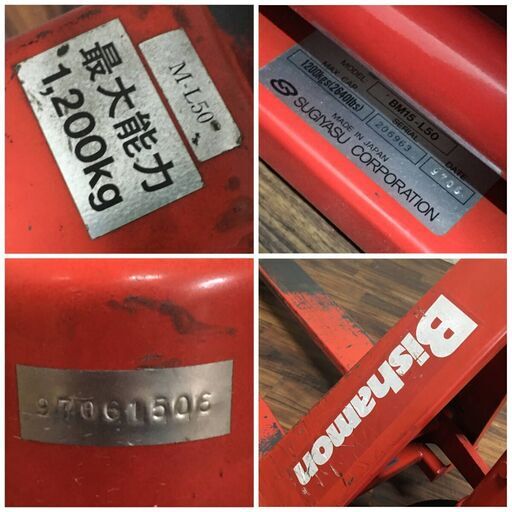 最大能力
1,200kg
M-L50
MODEL
BM15-L50
MAX CAP. SERIAL DATE
1200kgs(2640lbs) 206963 9706
MADE IN JAPAN
SUGIYASU CORPORATION
97061506
Bishamon